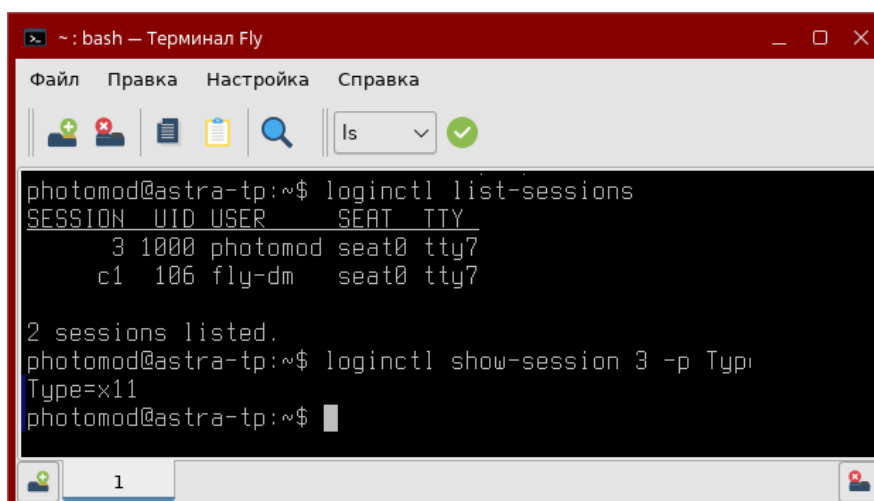 ~ : bash — Терминал Fly
Файл Правка Настройка Справка
ls
photomod@astra-tp:~$ loginctl list-sessions
SESSION UID USER SEAT TTY
3 1000 photomod seat0 tty7
c1 106 fly-dm seat0 tty7
2 sessions listed.
photomod@astra-tp:~$ loginctl show-session 3 -p Typ
Type=x11
photomod@astra-tp:~$
1